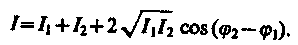 I = I₁ + I₂ + 2 √I₁I₂ cos (φ₂ − φ₁).